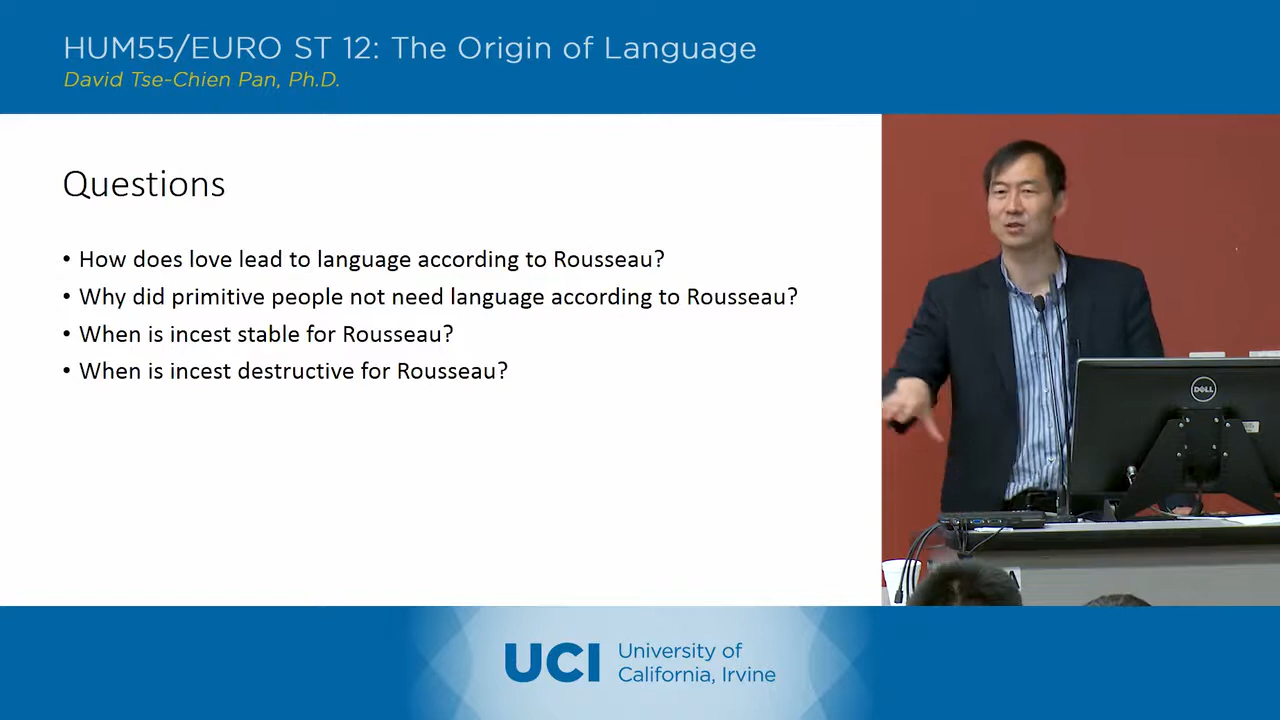 HUM55/EURO ST 12: The Origin of Language
David Tse-Chien Pan, Ph.D.
Questions
• How does love lead to language according to Rousseau?
• Why did primitive people not need language according to Rousseau?
• When is incest stable for Rousseau?
• When is incest destructive for Rousseau?
DELL
A
UCI University of
California, Irvine